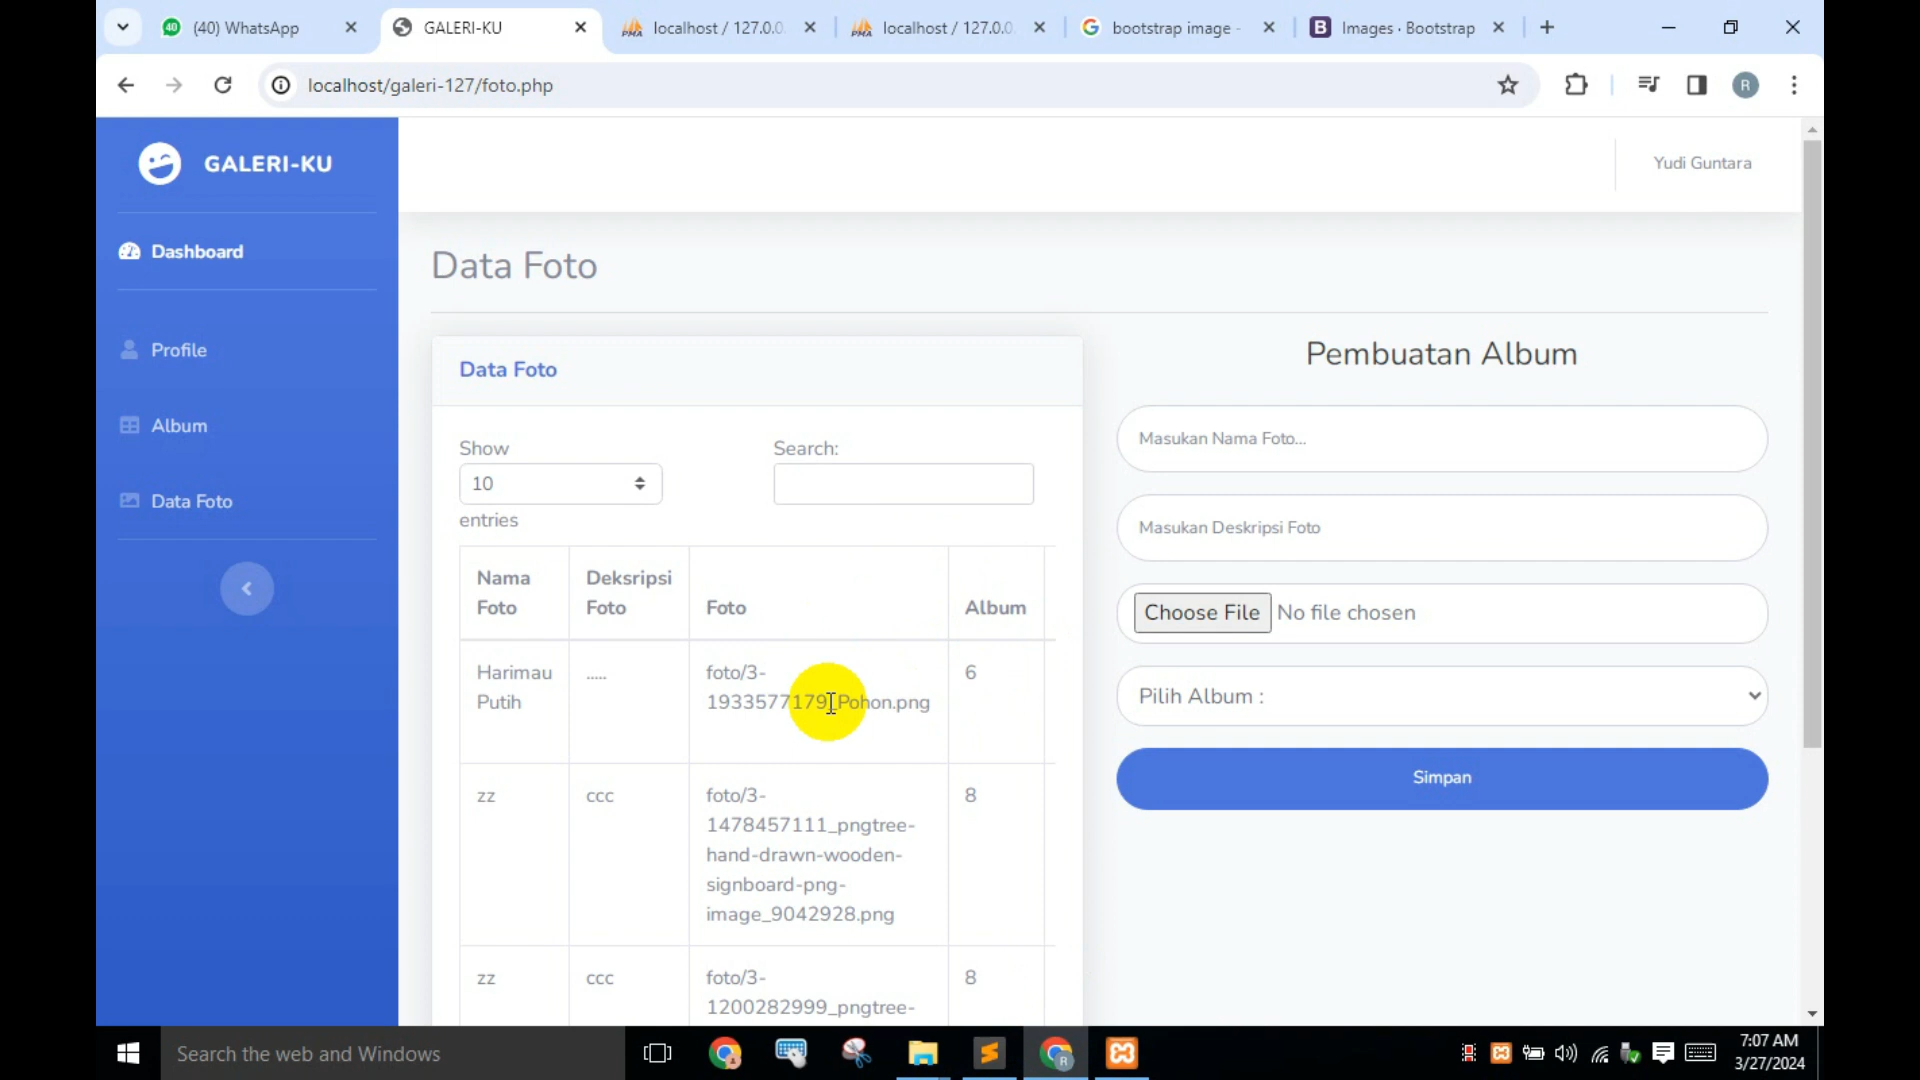 40
(40) WhatsApp
GALERI-KU
PMA
localhost / 127.0.0.
PMA
localhost / 127.0.0
G
bootstrap image -
B
Images · Bootstrap
localhost/galeri-127/foto.php
R
GALERI-KU
Yudi Guntara
Dashboard
Profile
Album
Data Foto
Data Foto
Data Foto
Show
10
entries
Search:
Nama Foto
Deksripsi Foto
Foto
Album
Harimau Putih
.....
foto/3-
1933577179_Pohon.png
6
zz
ccc
foto/3-
1478457111_pngtree-
hand-drawn-wooden-
signboard-png-
image_9042928.png
8
zz
ccc
foto/3-
1200282999_pngtree-
8
Pembuatan Album
Masukan Nama Foto...
Masukan Deskripsi Foto
Choose File No file chosen
Pilih Album :
Simpan
Search the web and Windows
R
7:07 AM
3/27/2024